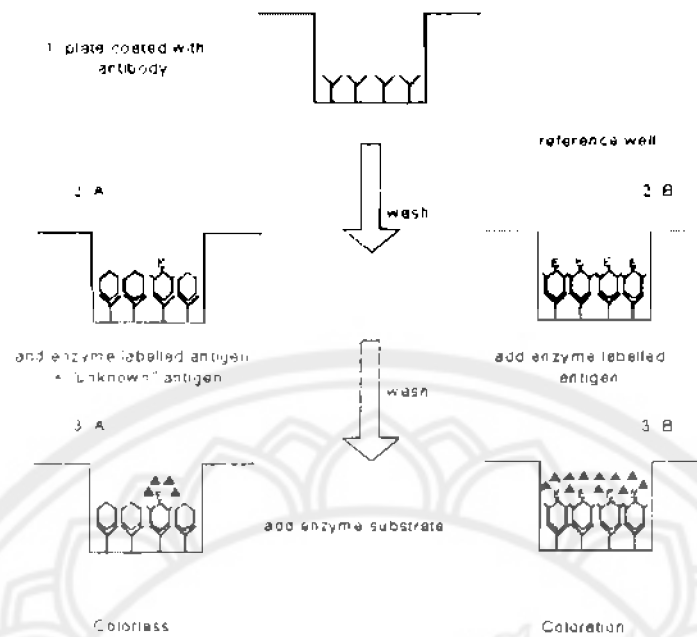 1 plate coated with
antibody
reference well
2 A
2 B
wash
E
E E E E
add enzyme labelled antigen
+ "unknown" antigen
add enzyme labelled
antigen
wash
3 A
3 B
E
E E E E
add enzyme substrate
Colorless
Coloration